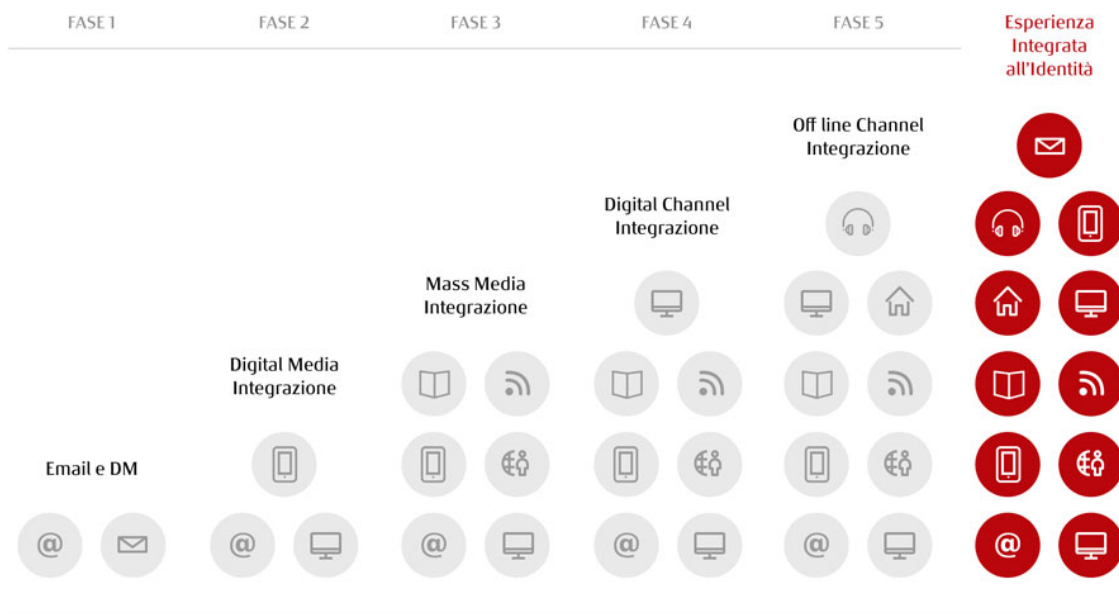 FASE 1
FASE 2
FASE 3
FASE 4
FASE 5
Esperienza
Integrata
all'Identità
Off line Channel
Integrazione
Digital Channel
Integrazione
Mass Media
Integrazione
Digital Media
Integrazione
Email e DM
@
@
@
@
@
@